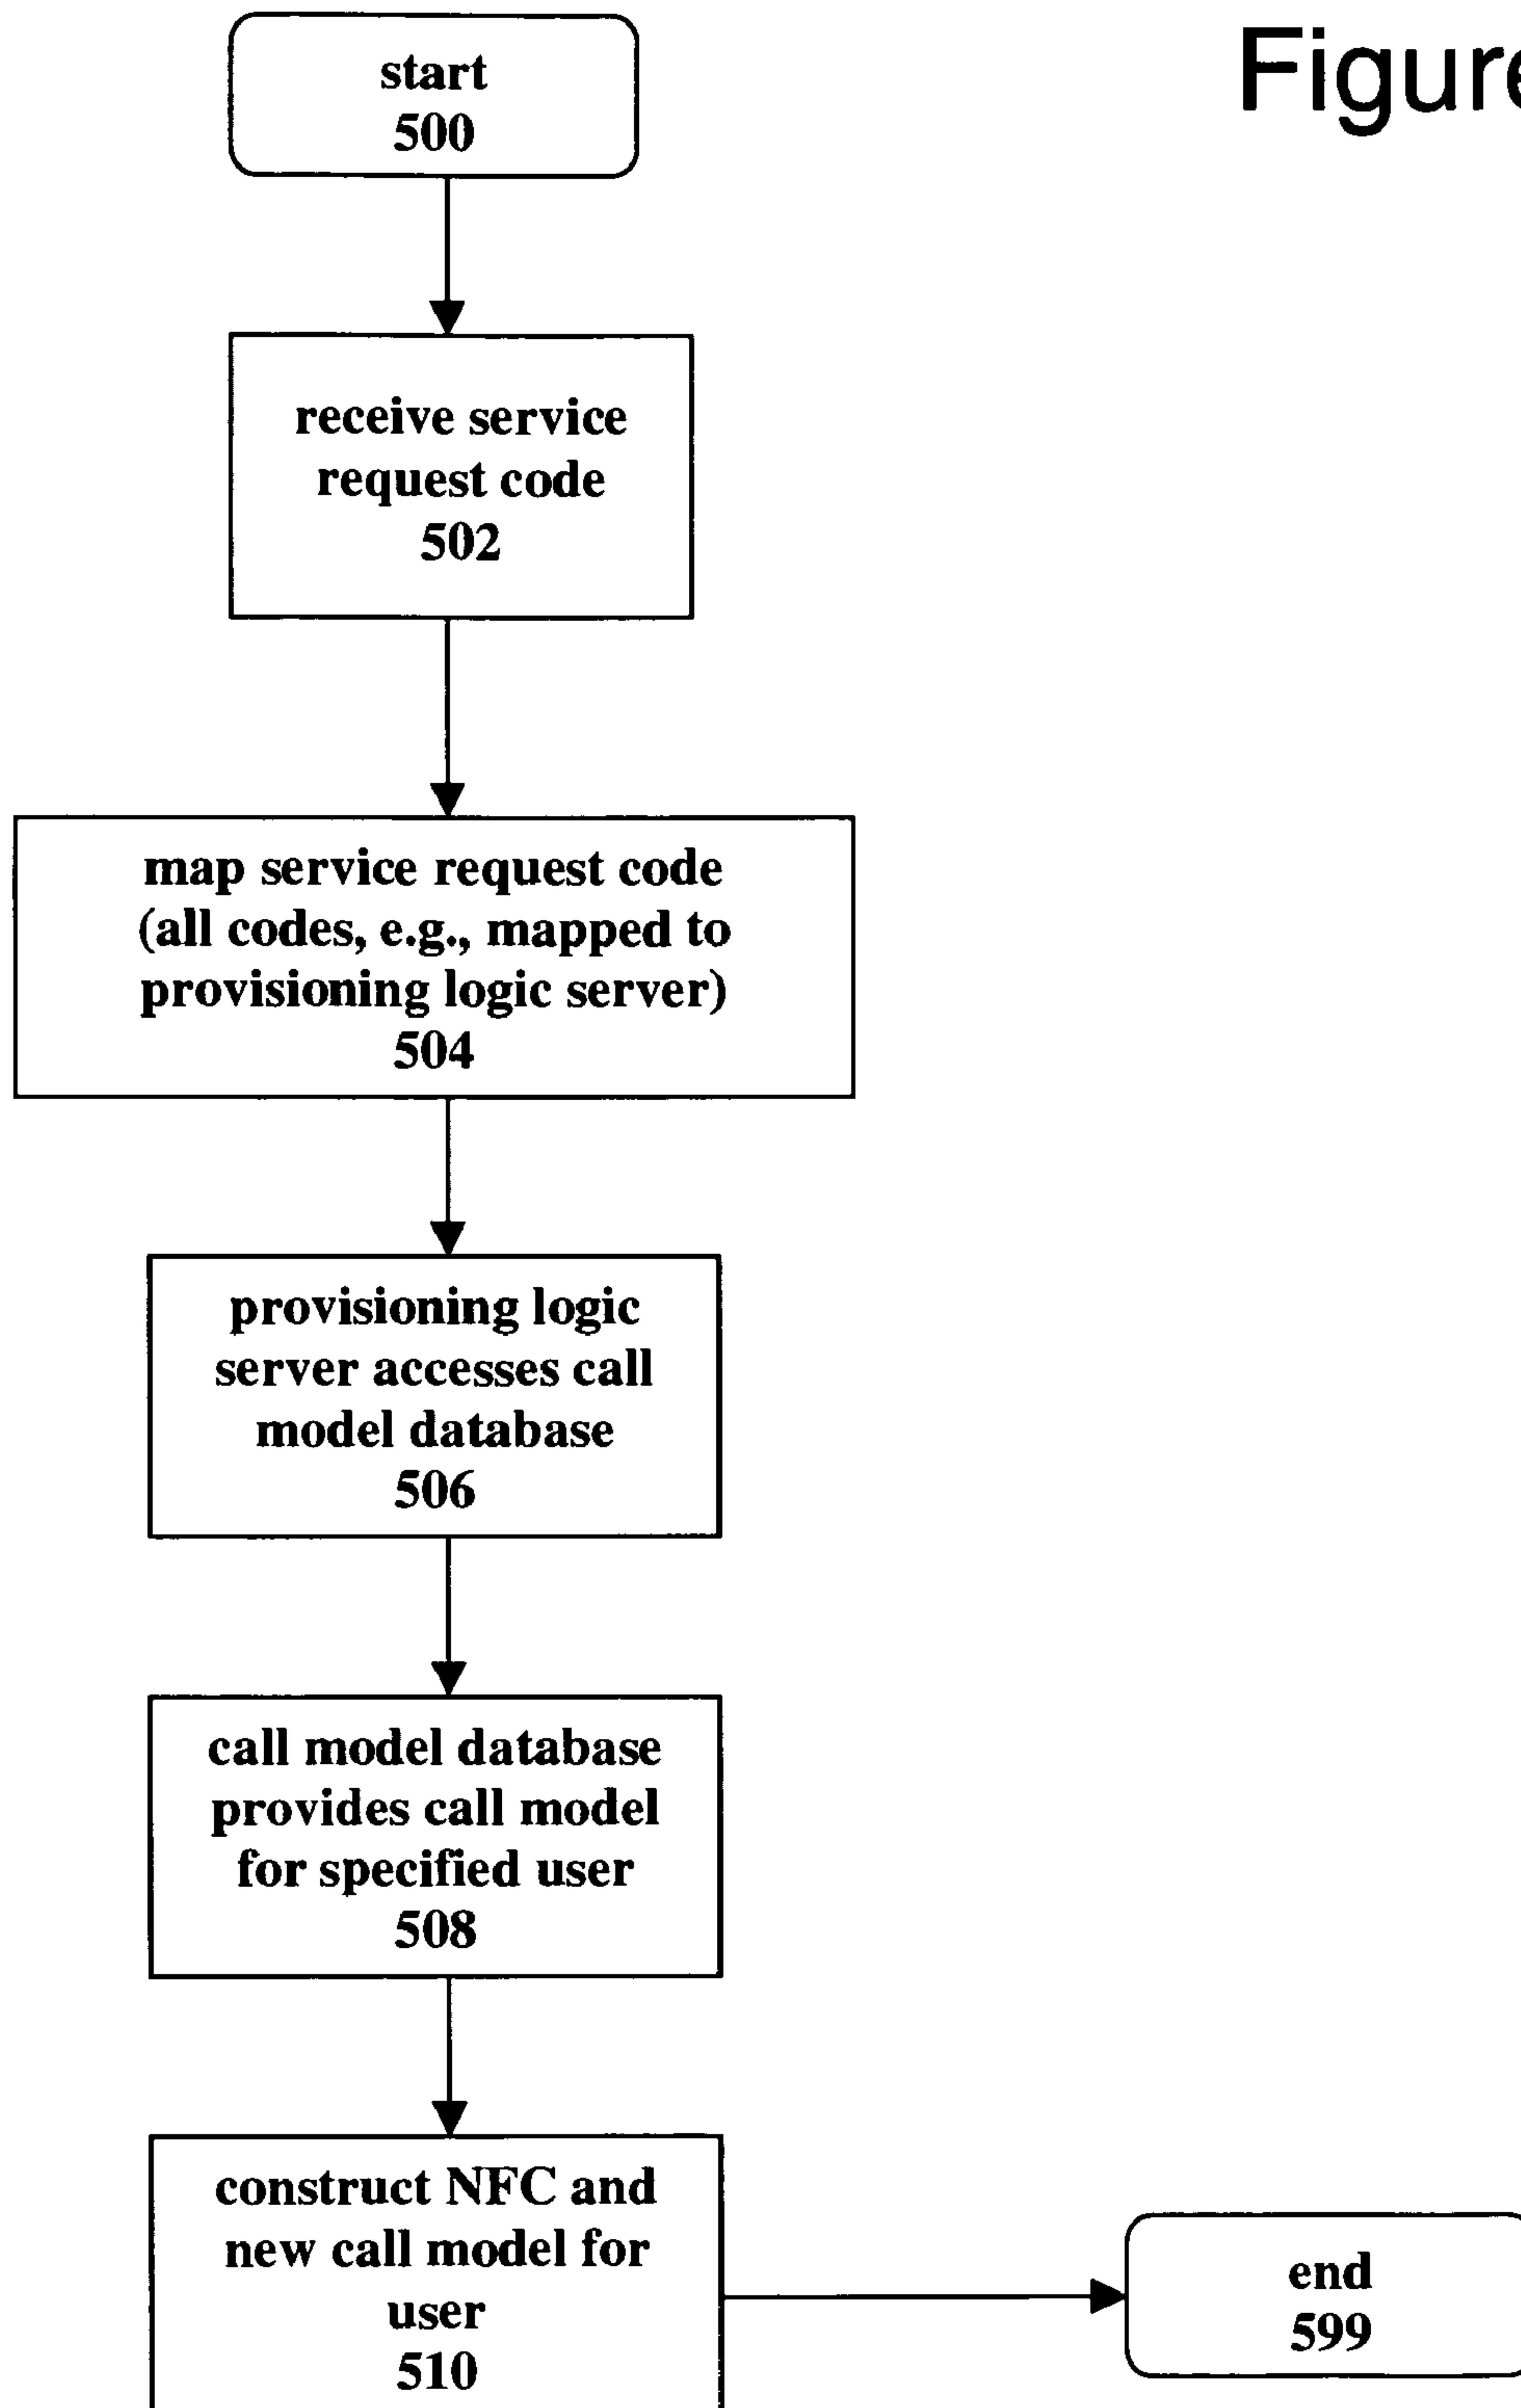 Figure
start
500
receive service
request code
502
map service request code
(all codes, e.g., mapped to
provisioning logic server)
504
provisioning logic
server accesses call
model database
506
call model database
provides call model
for specified user
508
construct NFC and
new call model for
user
510
end
599